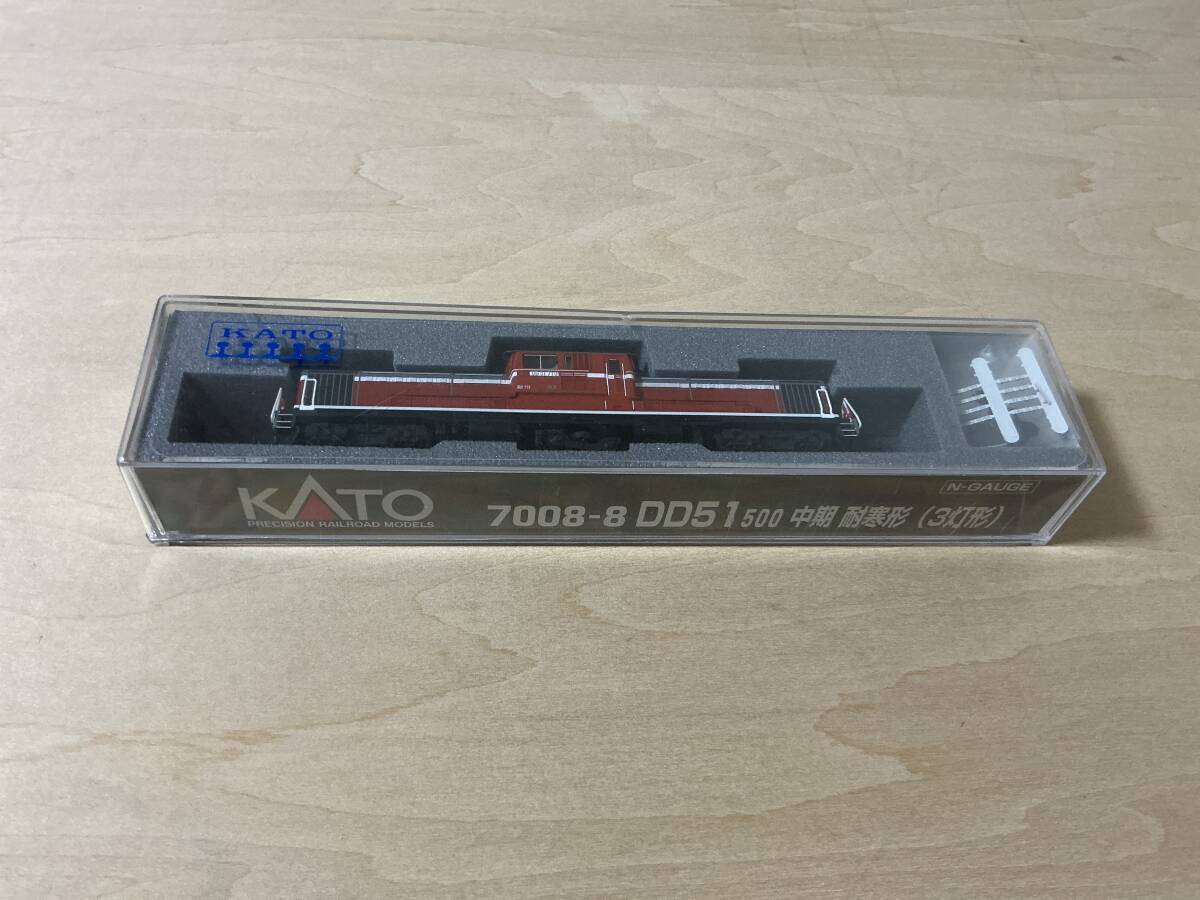 KATO
KATO
PRECISION RAILROAD MODELS
7008-8 DD51 500 中期 耐寒形 (3灯形)
N-GAUGE